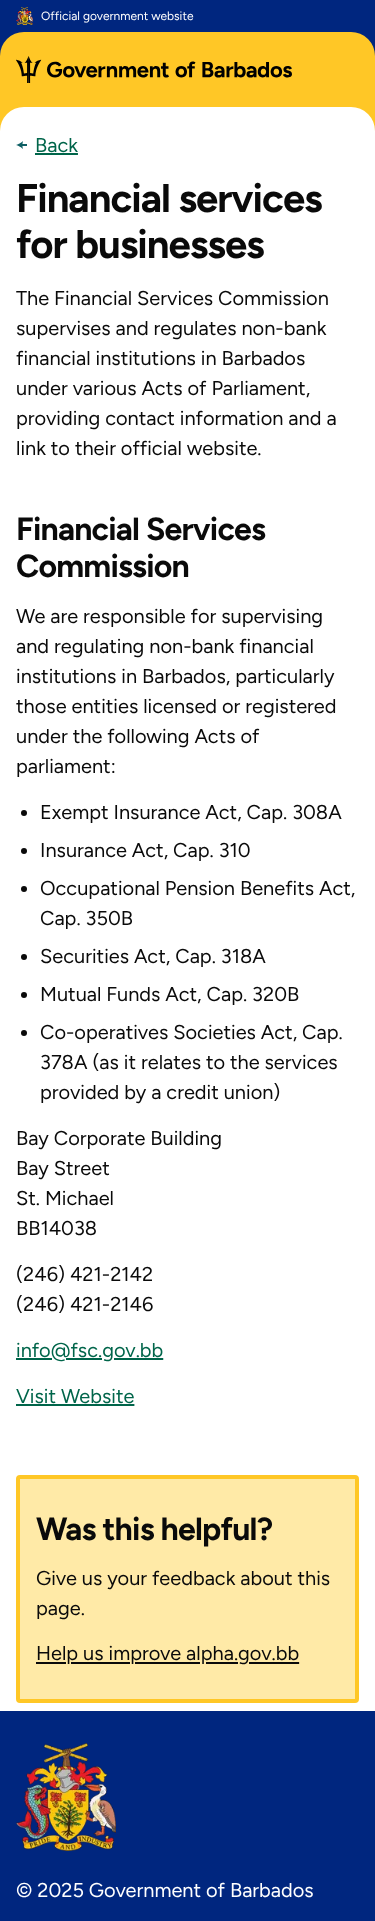 Official government website
Government of Barbados
Back
Financial services
for businesses
The Financial Services Commission
supervises and regulates non-bank
financial institutions in Barbados
under various Acts of Parliament,
providing contact information and a
link to their official website.
Financial Services
Commission
We are responsible for supervising
and regulating non-bank financial
institutions in Barbados, particularly
those entities licensed or registered
under the following Acts of
parliament:
• Exempt Insurance Act, Cap. 308A
• Insurance Act, Cap. 310
• Occupational Pension Benefits Act,
Cap. 350B
• Securities Act, Cap. 318A
• Mutual Funds Act, Cap. 320B
• Co-operatives Societies Act, Cap.
378A (as it relates to the services
provided by a credit union)
Bay Corporate Building
Bay Street
St. Michael
BB14038
(246) 421-2142
(246) 421-2146
info@fsc.gov.bb
Visit Website
Was this helpful?
Give us your feedback about this
page.
Help us improve alpha.gov.bb
PRIDE AND INDUSTRY
© 2025 Government of Barbados